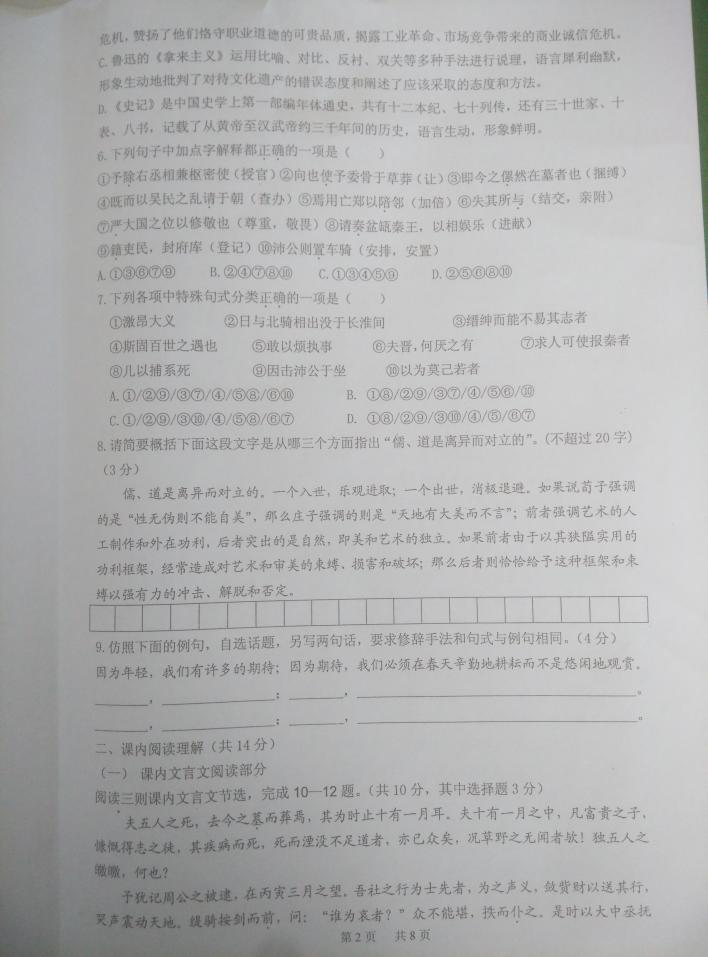 危机，赞扬了他们恪守职业道德的可贵品质，揭露工业革命、市场竞争带来的商业诚信危机。
C.鲁迅的《拿来主义》运用比喻、对比、反衬、双关等多种手法进行说理，语言犀利幽默，
形象生动地批判了对待文化遗产的错误态度和阐述了应该采取的态度和方法。
D.《史记》是中国史学上第一部编年体通史，共有十二本纪、七十列传，还有三十世家、十
表、八书，记载了从黄帝至汉武帝约三千年间的历史，语言生动，形象鲜明。
6.下列句子中加点字解释都正确的一项是（ ）
①予除右丞相兼枢密使（授官）②向也使予委骨于草莽（让）③即今之傫然在墓者也（捆缚）
④既而以吴民之乱请于朝（查办）⑤焉用亡郑以陪邻（加倍）⑥失其所与（结交，亲附）
⑦严大国之位以修敬也（尊重，敬畏）⑧请奏盆缻秦王，以相娱乐（进献）
⑨籍吏民，封府库（登记）⑩沛公则置车骑（安排，安置）
A.①③⑥⑦⑨ B.②④⑦⑧⑩ C.①③④⑤⑨ D.②⑤⑥⑧⑩
7.下列各项中特殊句式分类正确的一项是（ ）
①激昂大义 ②日与北骑相出没于长淮间 ③缙绅而能不易其志者
④斯固百世之遇也 ⑤敢以烦执事 ⑥夫晋，何厌之有 ⑦求人可使报秦者
⑧儿以捕系死 ⑨因击沛公于坐 ⑩以为莫己若者
A.①/②⑨/③⑦/④/⑤⑧/⑥⑩ B. ①⑧/②⑨/③⑦/④/⑤⑥/⑩
C.①/②⑨/③⑩/④/⑤⑧/⑥⑦ D. ①⑧/②⑨/③⑩/④/⑤/⑥⑦
8.请简要概括下面这段文字是从哪三个方面指出“儒、道是离异而对立的”。(不超过 20 字)
（3 分）
儒、道是离异而对立的。一个入世，乐观进取；一个出世，消极退避。如果说荀子强调
的是“性无伪则不能自美”，那么庄子强调的则是“天地有大美而不言”；前者强调艺术的人
工制作和外在功利，后者突出的是自然，即美和艺术的独立。如果前者由于以其狭隘实用的
功利框架，经常造成对艺术和审美的束缚、损害和破坏；那么后者则恰恰给予这种框架和束
缚以强有力的冲击、解脱和否定。
9.仿照下面的例句，自选话题，另写两句话，要求修辞手法和句式与例句相同。（4 分）
因为年轻，我们有许多的期待；因为期待，我们必须在春天辛勤地耕耘而不是悠闲地观赏。
______，____________；______，______________________________。
______，____________；______，______________________________。
二、课内阅读理解（共 14 分）
（一） 课内文言文阅读部分
阅读三则课内文言文节选，完成 10—12 题。（共 10 分，其中选择题 3 分）
夫五人之死，去今之墓而葬焉，其为时止十有一月耳。夫十有一月之中，凡富贵之子，
慷慨得志之徒，其疾病而死，死而湮没不足道者，亦已众矣，况草野之无闻者欤！独五人之
皦皦，何也？
予犹记周公之被逮，在丙寅三月之望。吾社之行为士先者，为之声义，敛赀财以送其行，
哭声震动天地。缇骑按剑而前，问：“谁为哀者？”众不能堪，抶而仆之。是时以大中丞抚
第 2 页 共 8 页